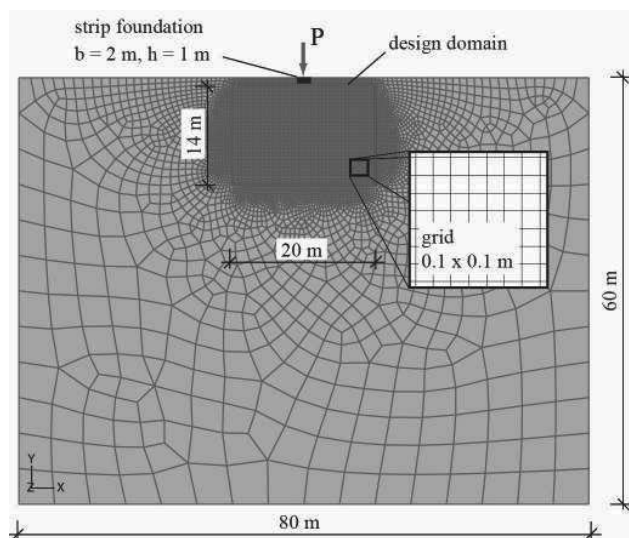 strip foundation
b = 2 m, h = 1 m
P
design domain
14 m
grid
0.1 x 0.1 m
20 m
60 m
Y
Z
X
80 m